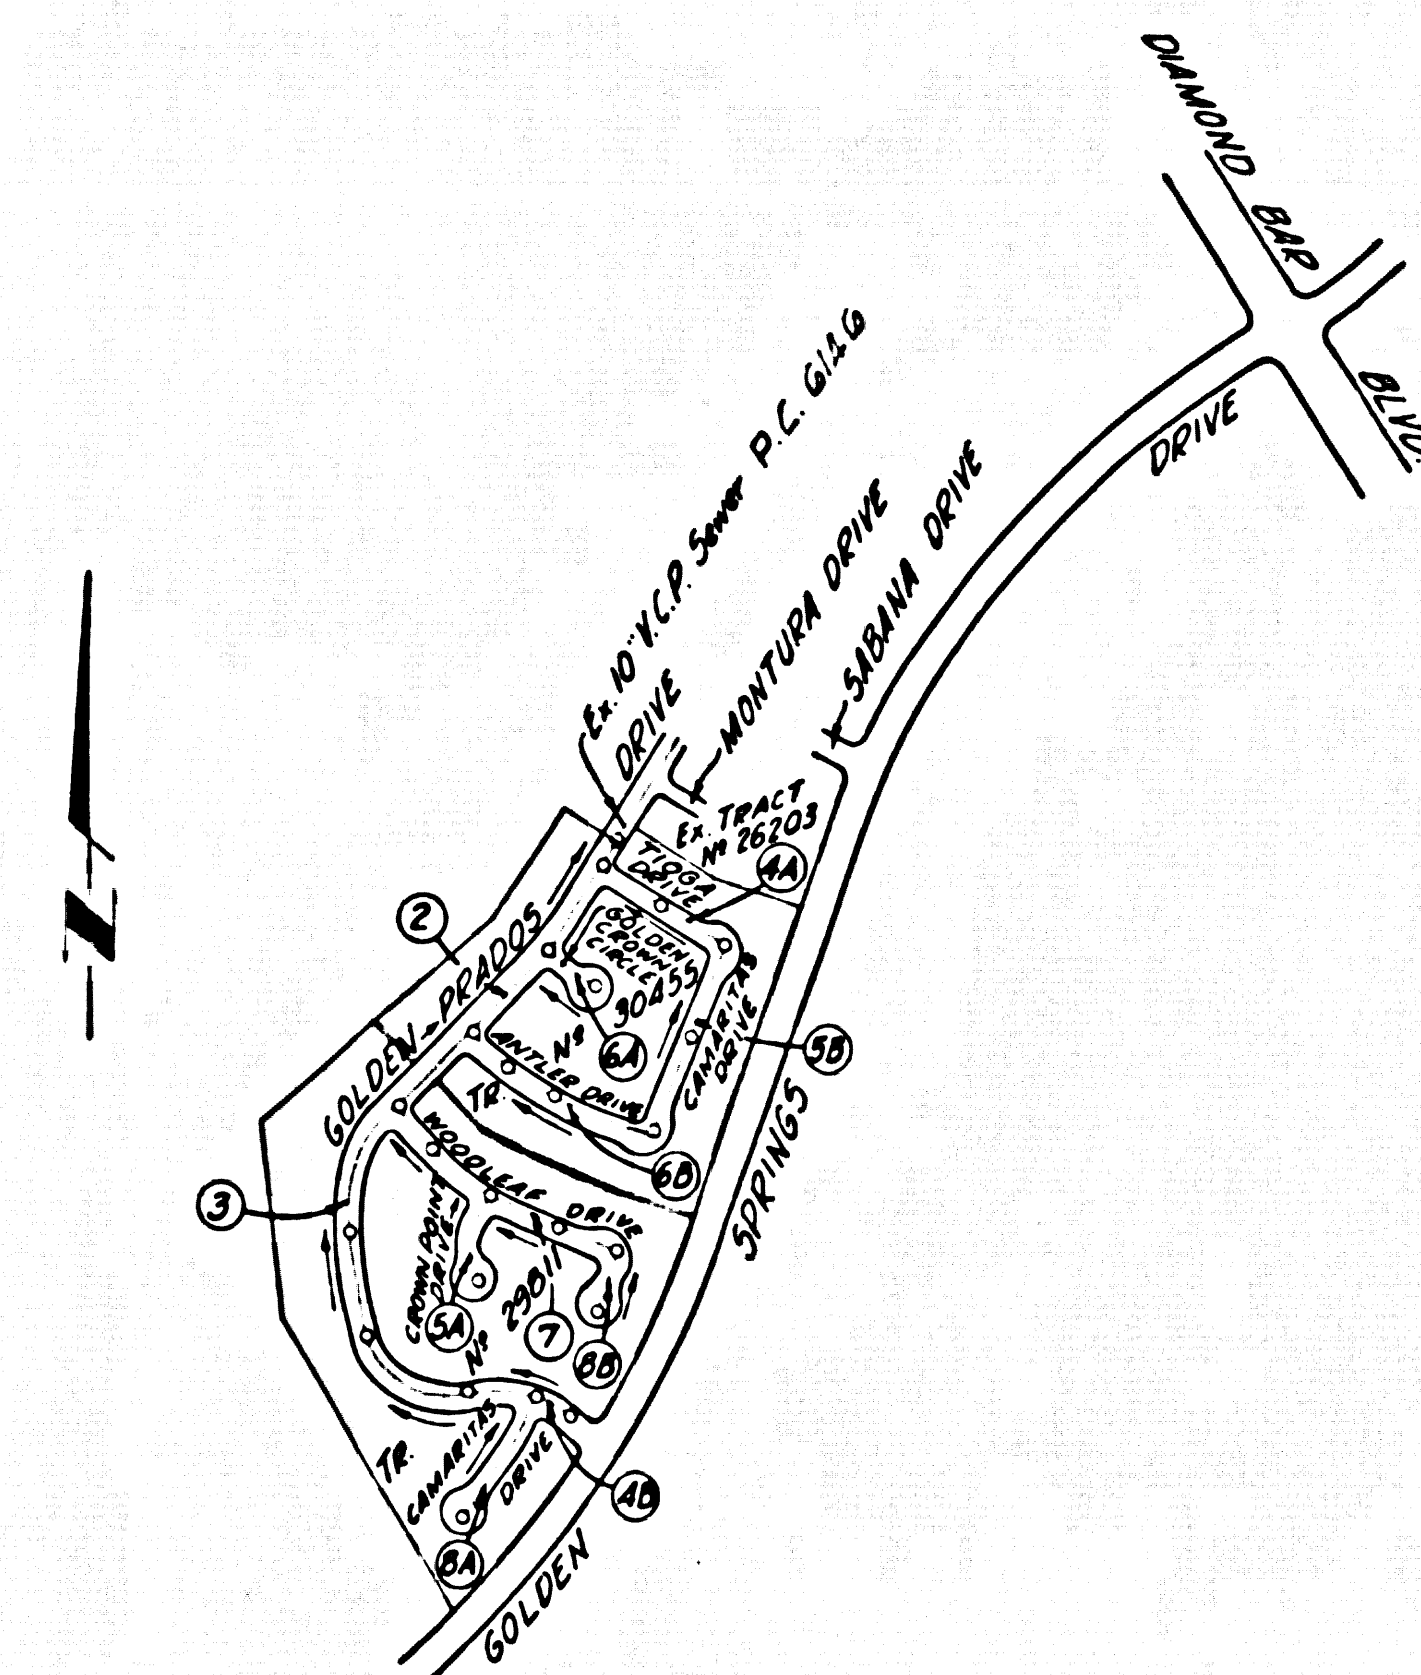 DIAMOND BAR BLVD.
DRIVE
Ex. 10" V.C.P. Sewer P.C. 6126
MONTURA DRIVE
SABANA DRIVE
DRIVE
Ex. TRACT
Nº 26203
TIOGA
DRIVE
4A
2
GOLDEN
CROWN
CIRCLE
30455
GOLDEN PRADOS
Nº
6A
CAMARITAS
DRIVE
5B
ANTLER DRIVE
TR.
6B
WOODLEAF DRIVE
3
SPRINGS
CROWN POINT
DRIVE
5A
Nº
29811
7
8B
TR.
CAMARITAS
DRIVE
4B
8A
GOLDEN
Z